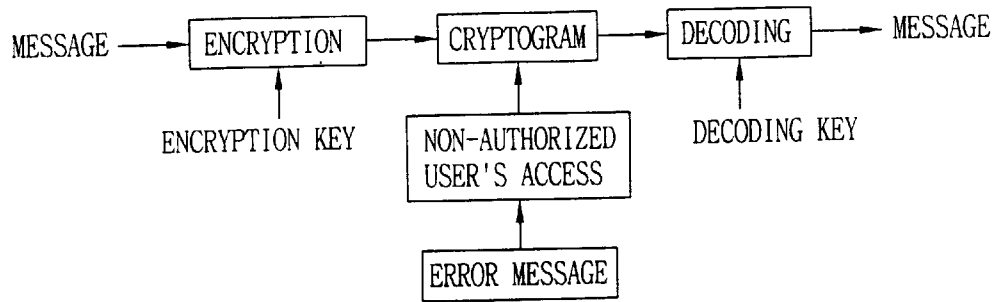 MESSAGE
ENCRYPTION
CRYPTOGRAM
DECODING
MESSAGE
ENCRYPTION KEY
NON-AUTHORIZED
USER'S ACCESS
DECODING KEY
ERROR MESSAGE